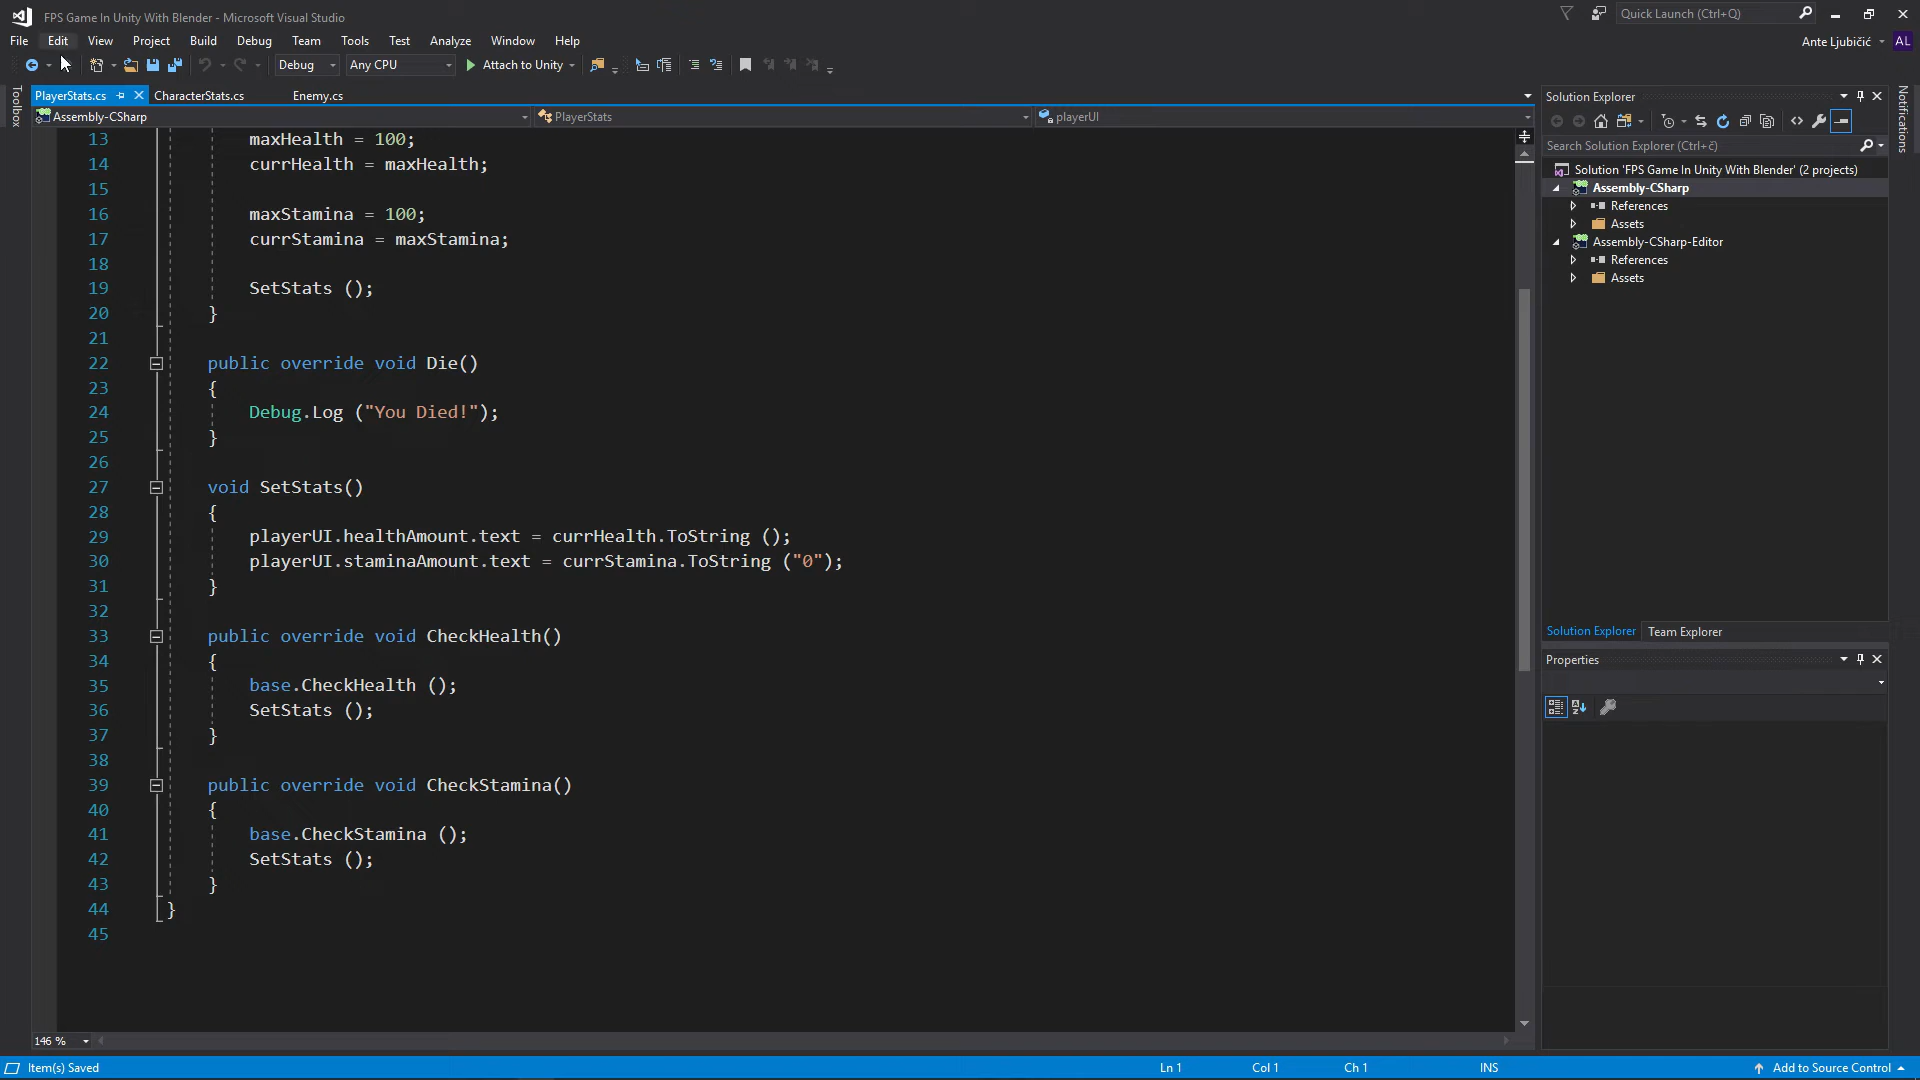 FPS Game In Unity With Blender - Microsoft Visual Studio
Quick Launch (Ctrl+Q)
File Edit View Project Build Debug Team Tools Test Analyze Window Help
Ante Ljubičić AL
Debug Any CPU Attach to Unity
Toolbox
PlayerStats.cs CharacterStats.cs Enemy.cs
Assembly-CSharp PlayerStats playerUI
13 maxHealth = 100;
14 currHealth = maxHealth;
15
16 maxStamina = 100;
17 currStamina = maxStamina;
18
19 SetStats ();
20 }
21
22 public override void Die()
23 {
24 Debug.Log ("You Died!");
25 }
26
27 void SetStats()
28 {
29 playerUI.healthAmount.text = currHealth.ToString ();
30 playerUI.staminaAmount.text = currStamina.ToString ("0");
31 }
32
33 public override void CheckHealth()
34 {
35 base.CheckHealth ();
36 SetStats ();
37 }
38
39 public override void CheckStamina()
40 {
41 base.CheckStamina ();
42 SetStats ();
43 }
44 }
45
146 %
Solution Explorer
Search Solution Explorer (Ctrl+č)
Solution 'FPS Game In Unity With Blender' (2 projects)
Assembly-CSharp
References
Assets
Assembly-CSharp-Editor
References
Assets
Solution Explorer Team Explorer
Properties
Notifications
Item(s) Saved Ln 1 Col 1 Ch 1 INS Add to Source Control